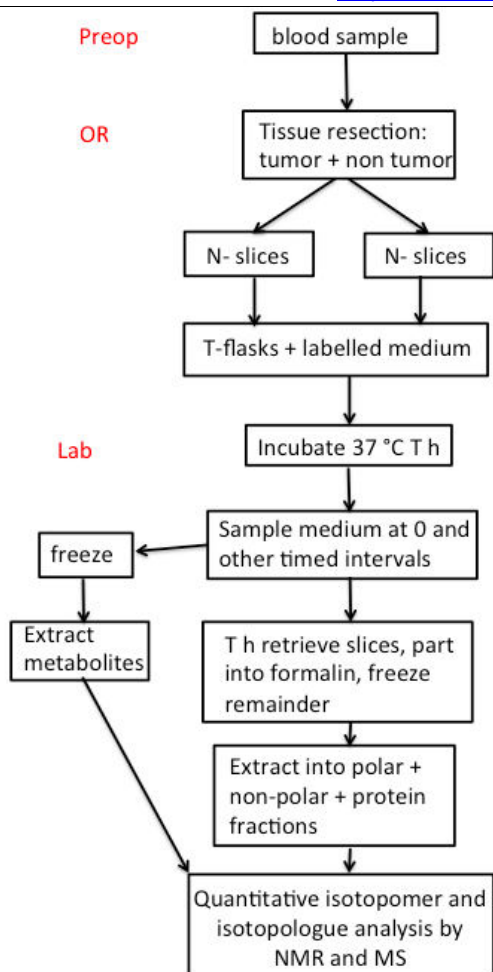 Preop
blood sample
OR
Tissue resection:
tumor + non tumor
N- slices
N- slices
T-flasks + labelled medium
Incubate 37 °C T h
Lab
Sample medium at 0 and
other timed intervals
freeze
Extract
metabolites
T h retrieve slices, part
into formalin, freeze
remainder
Extract into polar +
non-polar + protein
fractions
Quantitative isotopomer and
isotopologue analysis by
NMR and MS